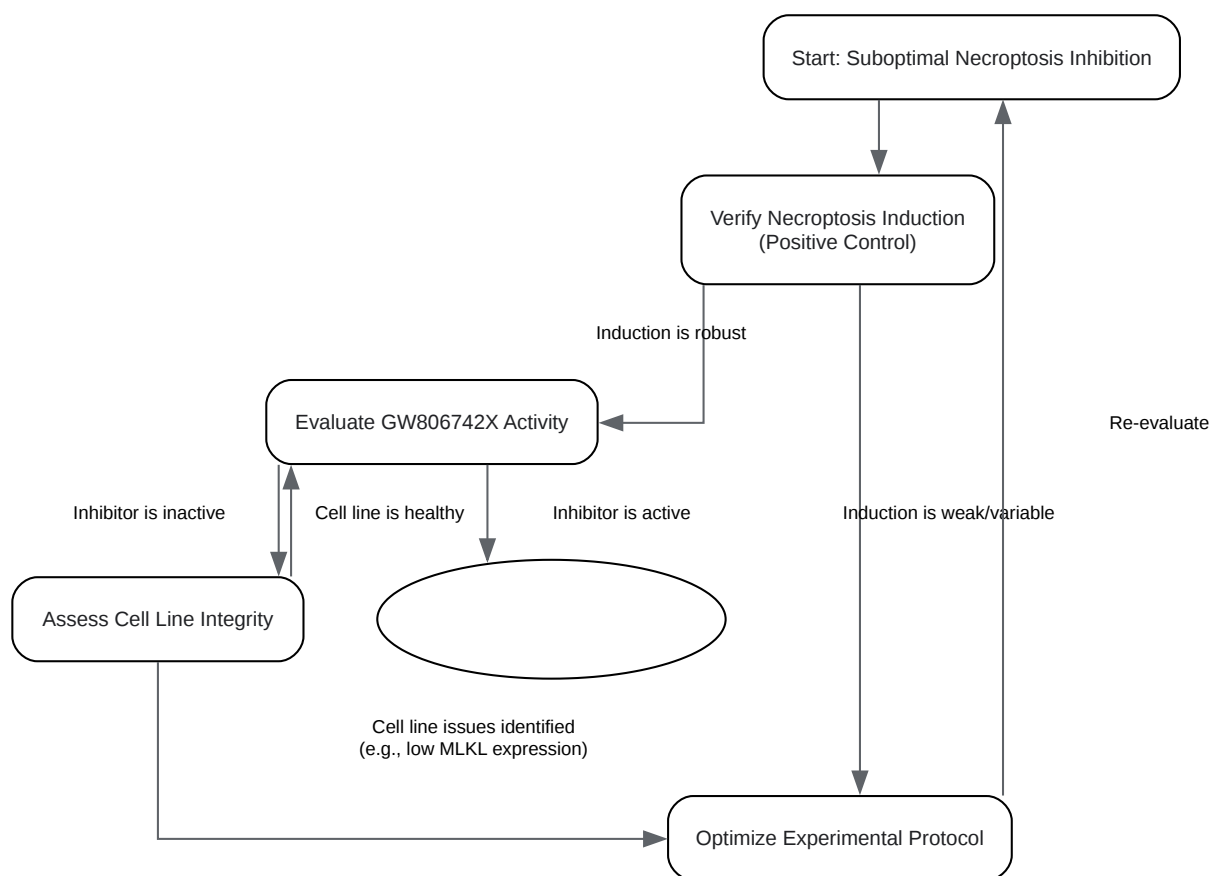 Start: Suboptimal Necroptosis Inhibition
Verify Necroptosis Induction
(Positive Control)
Induction is robust
Evaluate GW806742X Activity
Re-evaluate
Inhibitor is inactive
Cell line is healthy
Inhibitor is active
Induction is weak/variable
Assess Cell Line Integrity
Cell line issues identified
(e.g., low MLKL expression)
Optimize Experimental Protocol